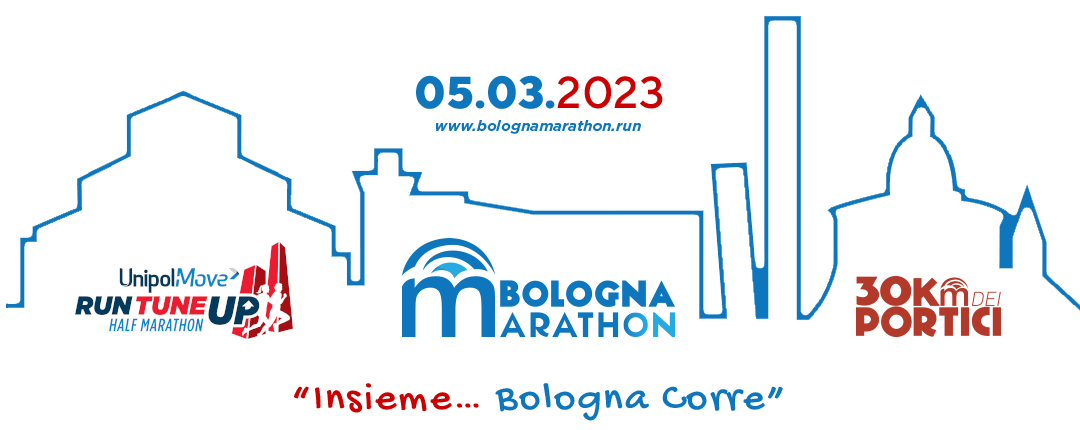 05.03.2023
www.bolognamarathon.run
UnipolMove
RUN TUNE UP
HALF MARATHON
BOLOGNA
MARATHON
30KM DEI
PORTICI
“Insieme... Bologna Corre”